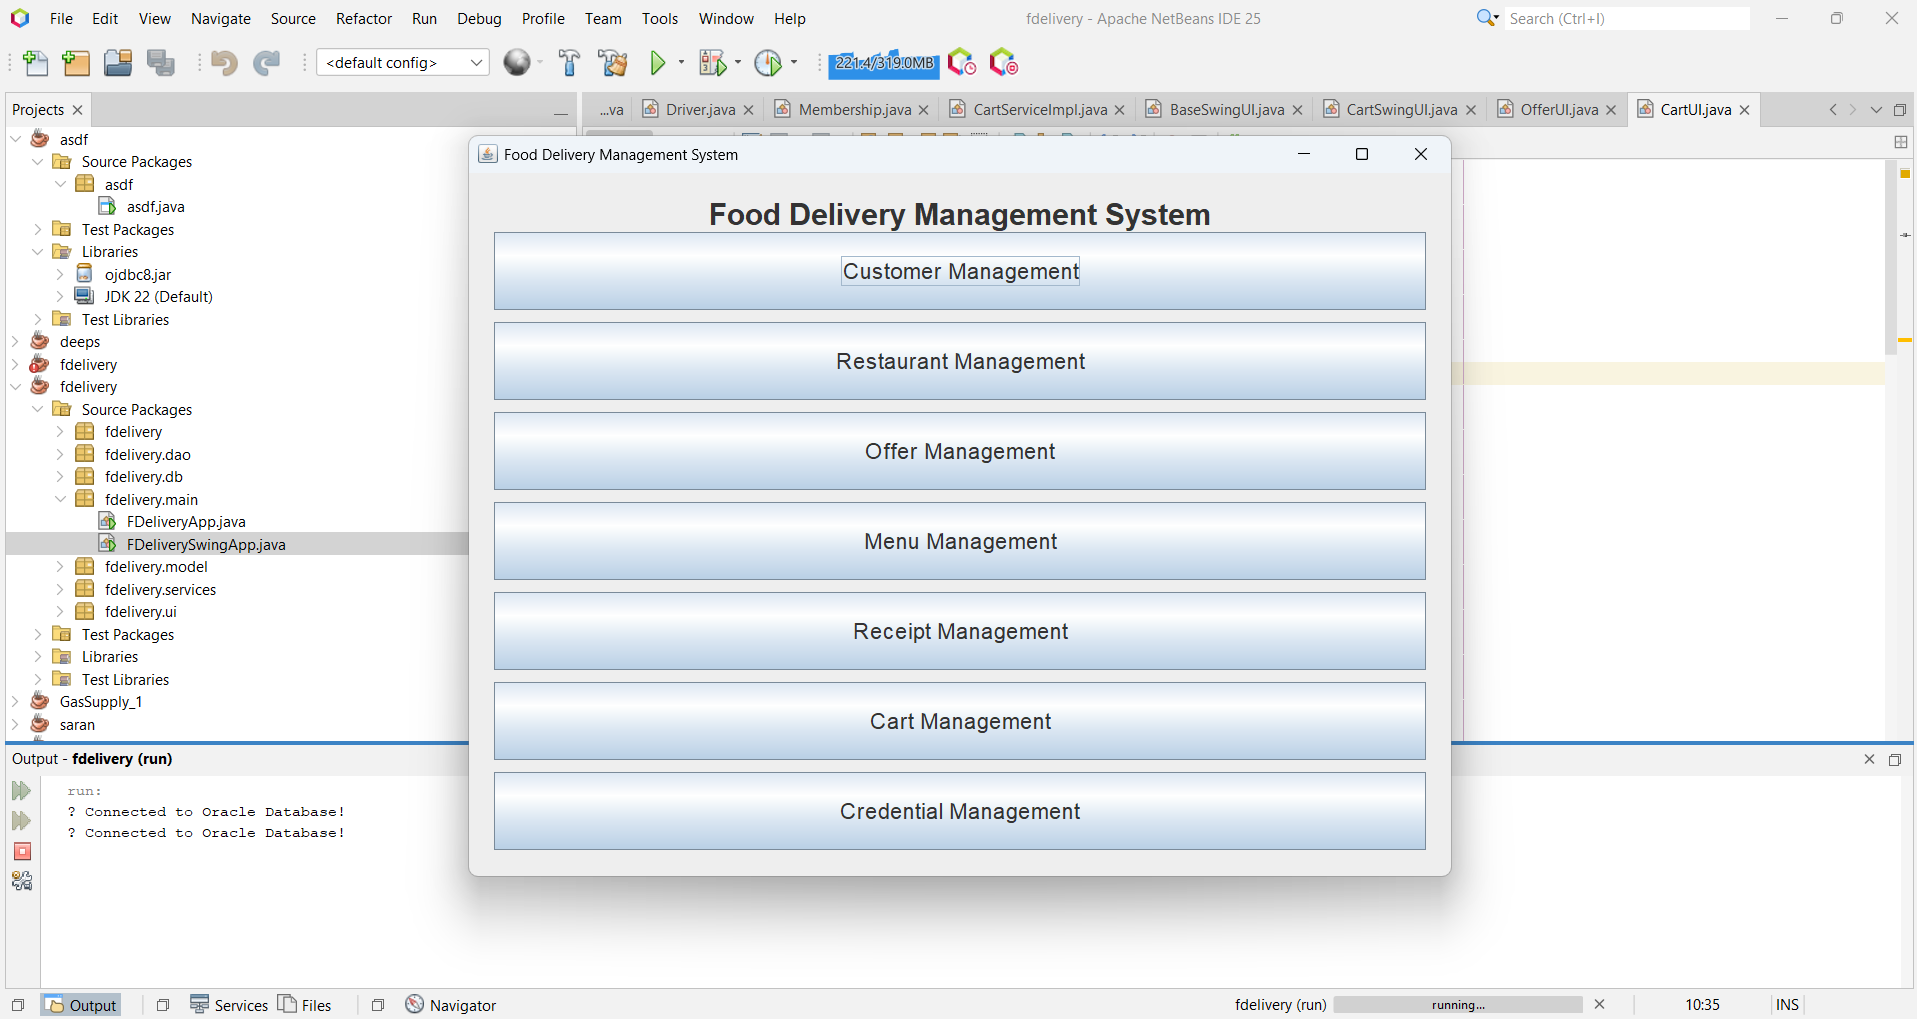 File Edit View Navigate Source Refactor Run Debug Profile Team Tools Window Help
fdelivery - Apache NetBeans IDE 25
Search (Ctrl+I)
<default config>
221.4/319.0MB
Projects
...va Driver.java Membership.java CartServiceImpl.java BaseSwingUI.java CartSwingUI.java OfferUI.java CartUI.java
asdf
Source Packages
asdf
asdf.java
Test Packages
Libraries
ojdbc8.jar
JDK 22 (Default)
Test Libraries
deeps
fdelivery
fdelivery
Source Packages
fdelivery
fdelivery.dao
fdelivery.db
fdelivery.main
FDeliveryApp.java
FDeliverySwingApp.java
fdelivery.model
fdelivery.services
fdelivery.ui
Test Packages
Libraries
Test Libraries
GasSupply_1
saran
Food Delivery Management System
Food Delivery Management System
Customer Management
Restaurant Management
Offer Management
Menu Management
Receipt Management
Cart Management
Credential Management
Output - fdelivery (run)
run:
? Connected to Oracle Database!
? Connected to Oracle Database!
Output Services Files Navigator
fdelivery (run) running... 10:35 INS